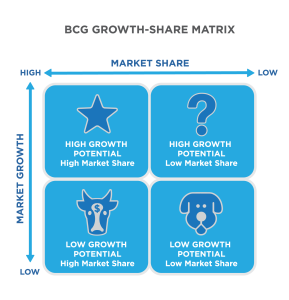 BCG GROWTH-SHARE MATRIX
MARKET SHARE
HIGH
LOW
MARKET GROWTH
?
HIGH GROWTH
POTENTIAL
High Market Share
HIGH GROWTH
POTENTIAL
Low Market Share
$
LOW GROWTH
POTENTIAL
High Market Share
LOW GROWTH
POTENTIAL
Low Market Share
LOW